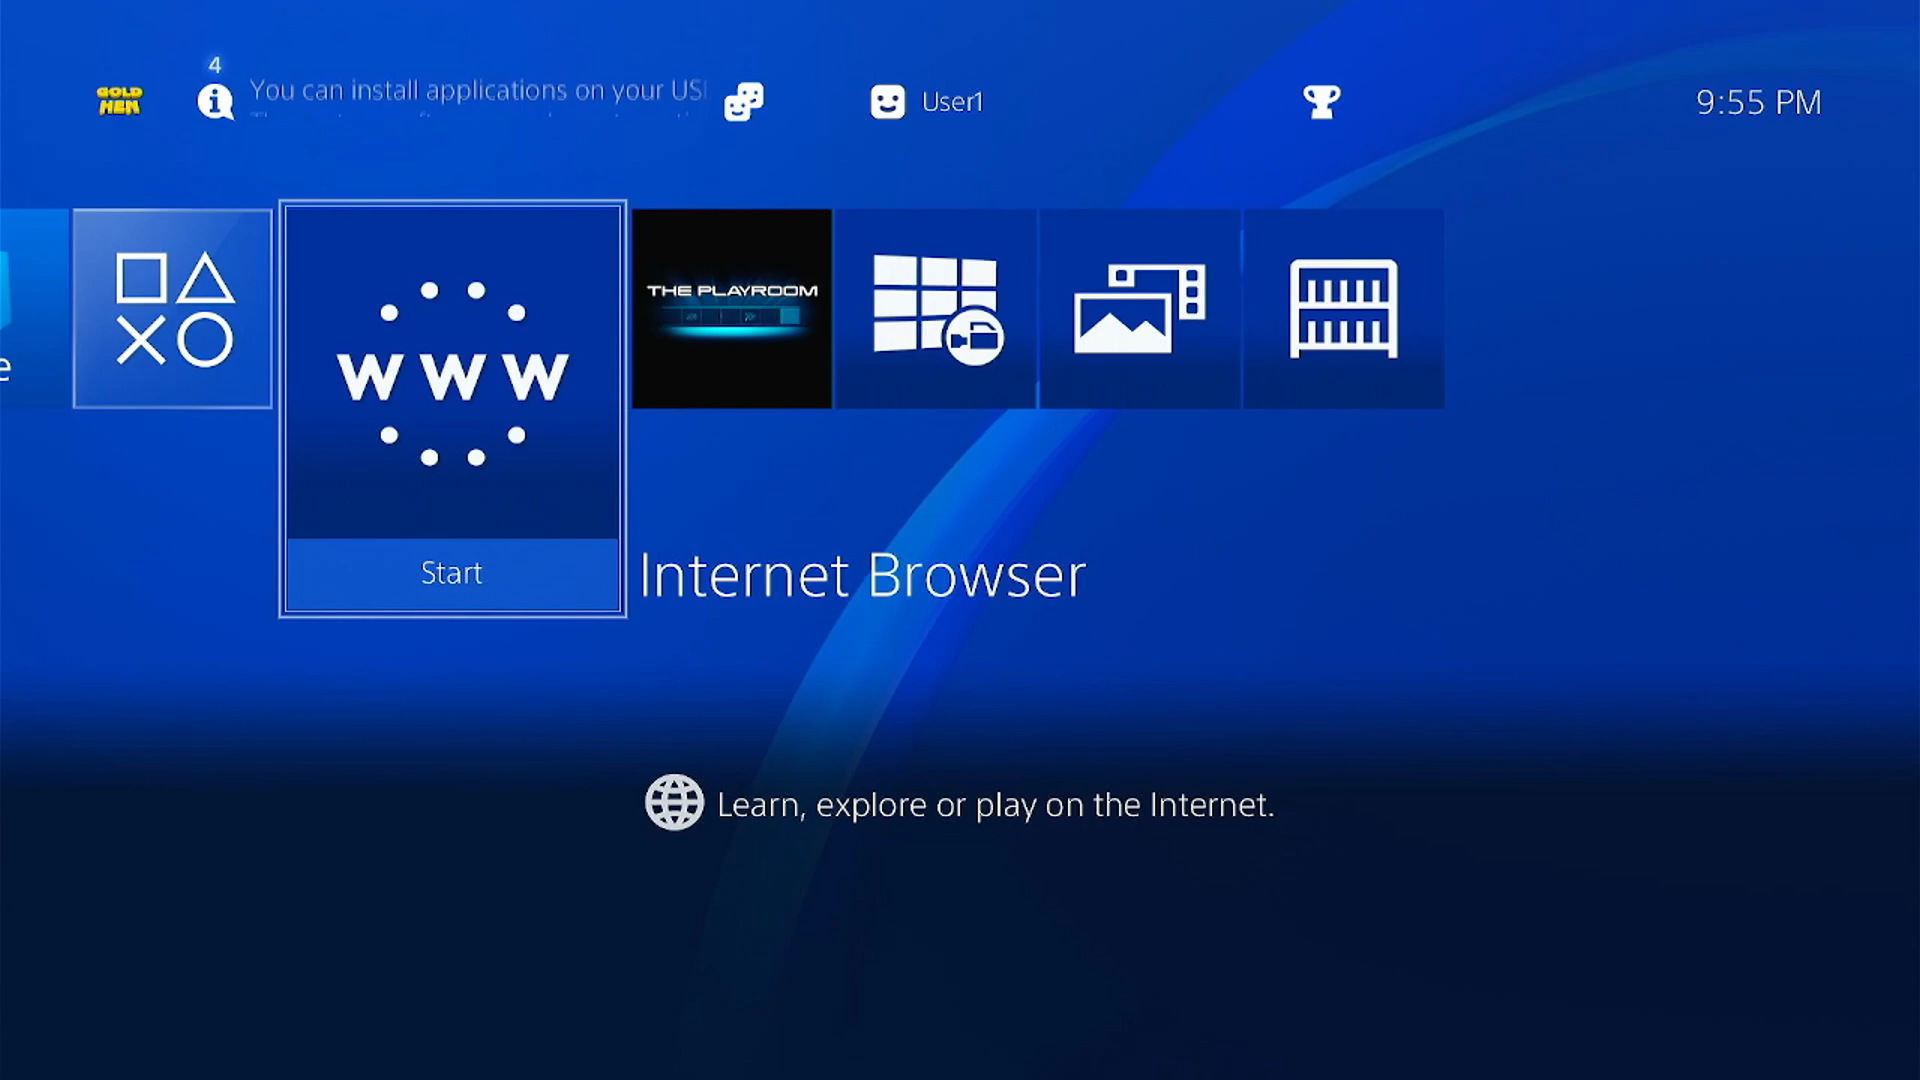 GOLD
HEN
4
You can install applications on your US
User1
9:55 PM
e
THE PLAYROOM
WWW
Start
Internet Browser
Learn, explore or play on the Internet.